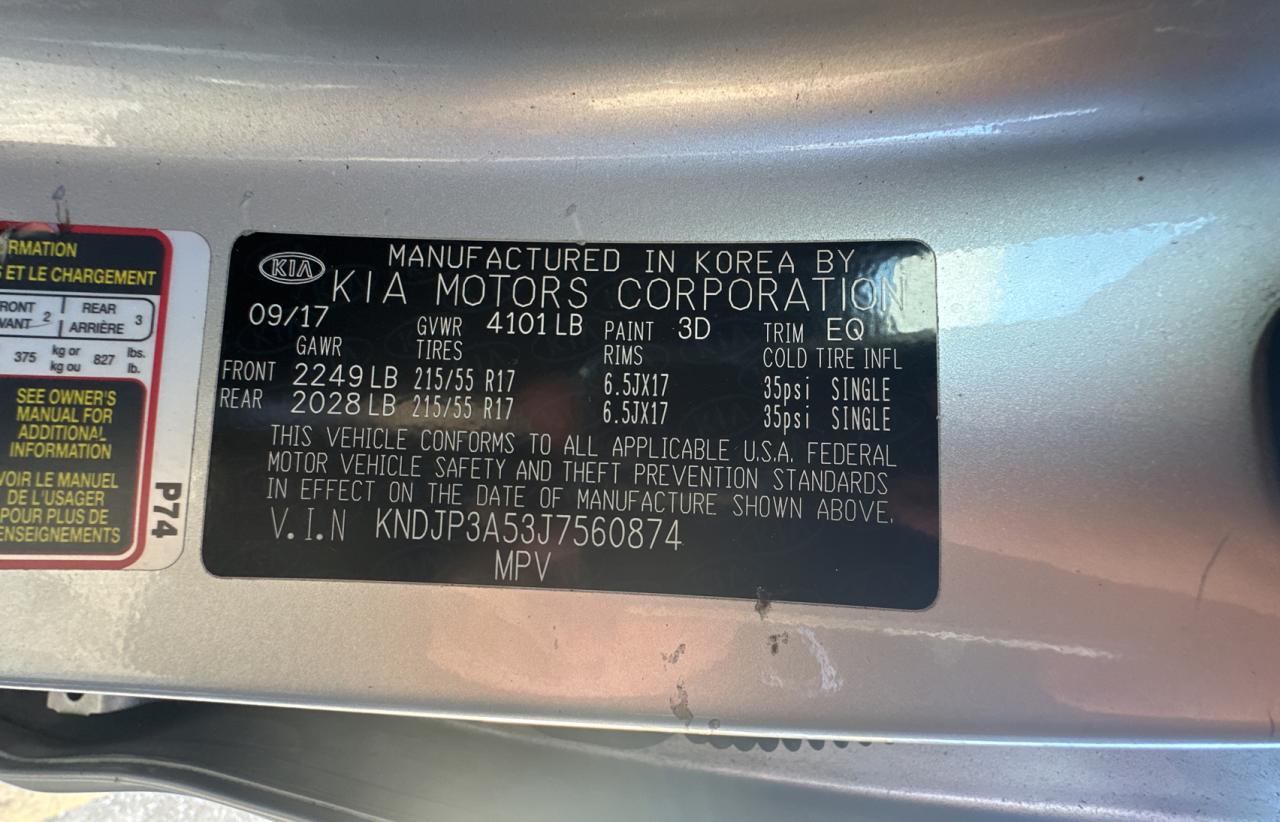 RMATION
ET LE CHARGEMENT
FRONT 2 REAR 3
ARRIÈRE
375 kg or 827 lbs.
kg ou lb.
SEE OWNER'S
MANUAL FOR
ADDITIONAL
INFORMATION
VOIR LE MANUEL
DE L'USAGER
POUR PLUS DE
ENSEIGNEMENTS
P74
KIA
MANUFACTURED IN KOREA BY
KIA MOTORS CORPORATION
09/17 GVWR 4101 LB PAINT 3D TRIM EQ
GAWR TIRES RIMS COLD TIRE INFL
FRONT 2249 LB 215/55 R17 6.5JX17 35psi SINGLE
REAR 2028 LB 215/55 R17 6.5JX17 35psi SINGLE
THIS VEHICLE CONFORMS TO ALL APPLICABLE U.S.A. FEDERAL
MOTOR VEHICLE SAFETY AND THEFT PREVENTION STANDARDS
IN EFFECT ON THE DATE OF MANUFACTURE SHOWN ABOVE.
V.I.N KNDJP3A53J7560874
MPV